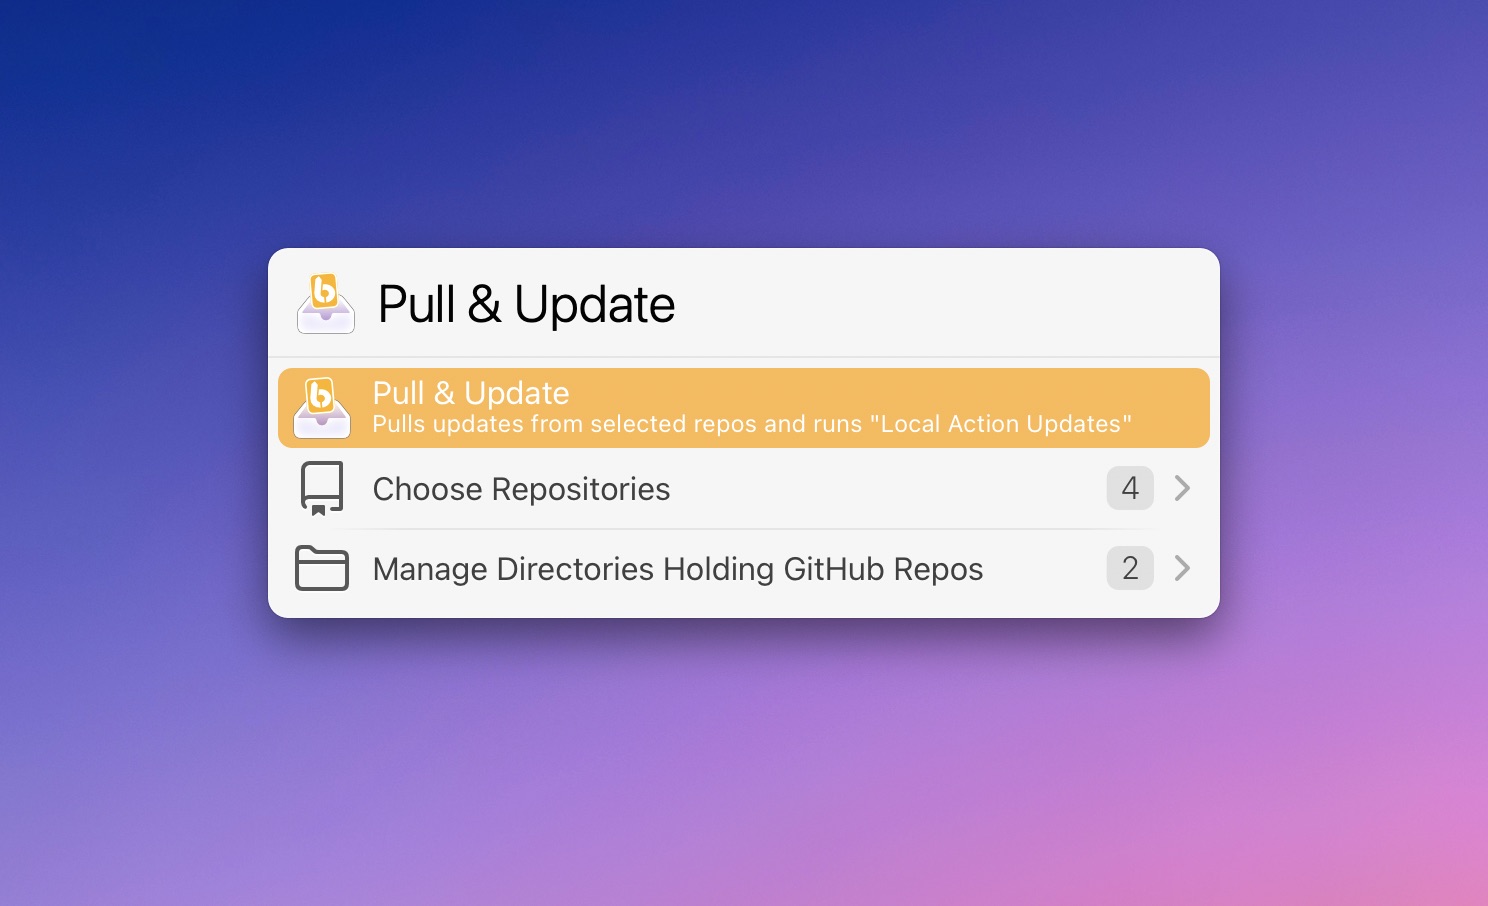 Pull & Update
Pull & Update
Pulls updates from selected repos and runs "Local Action Updates"
Choose Repositories 4
Manage Directories Holding GitHub Repos 2